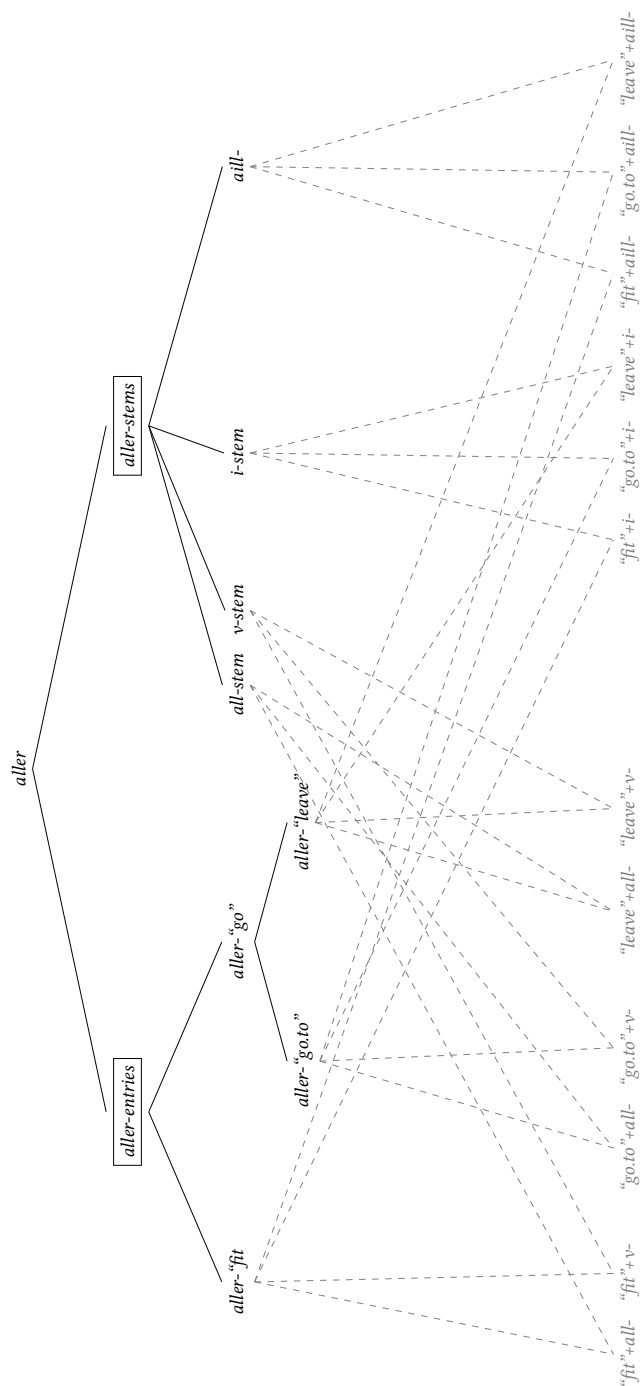 aller
aller-entries
aller-stems
aller-“fit
aller-“go”
all-stem
v-stem
i-stem
aill-
aller-“go.to”
aller-“leave”
“fit”+all-
“fit”+v-
“go.to”+all-
“go.to”+v-
“leave”+all-
“leave”+v-
“fit”+i-
“go.to”+i-
“leave”+i-
“fit”+aill-
“go.to”+aill-
“leave”+aill-